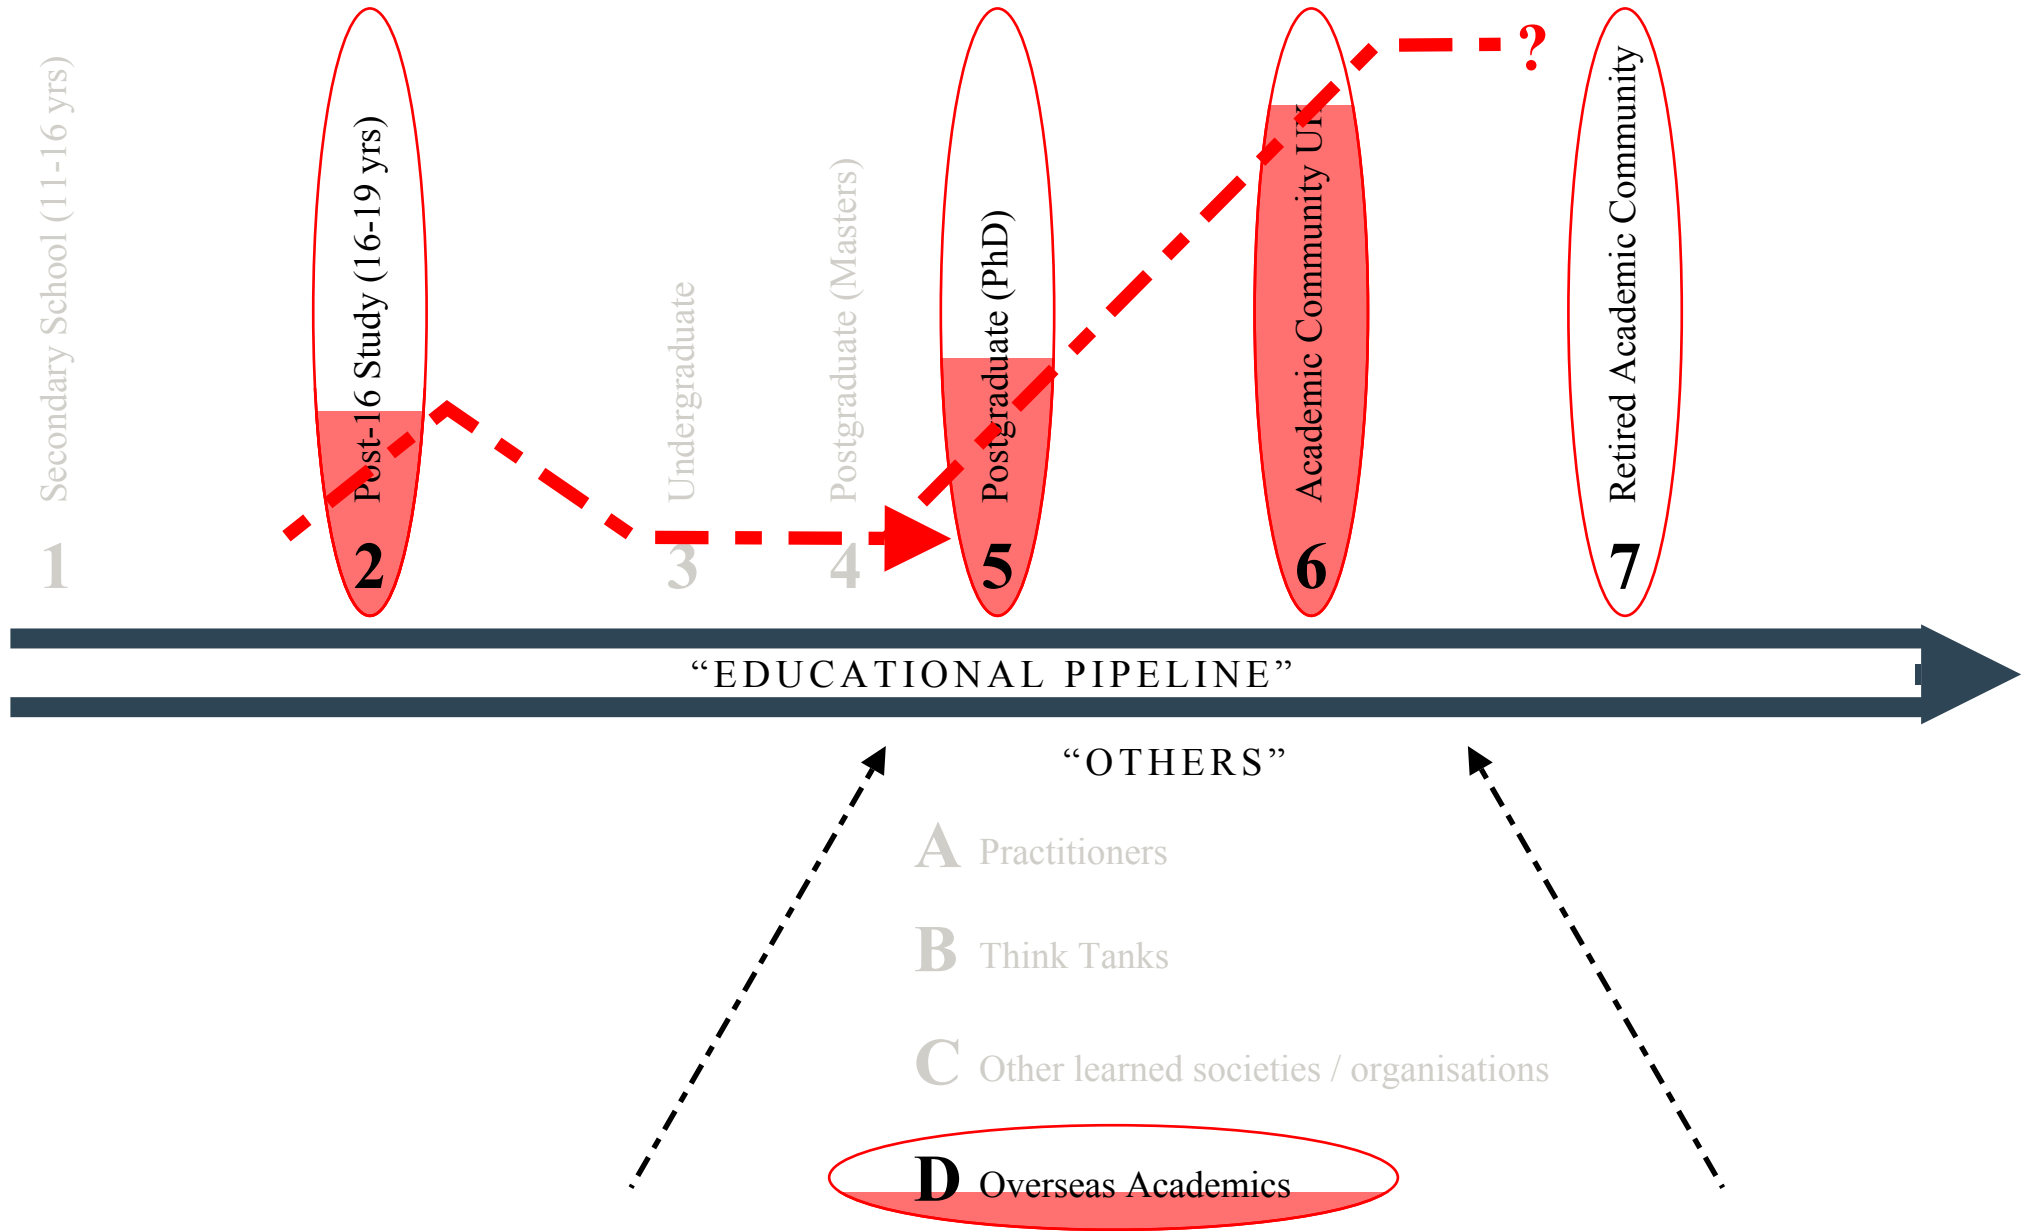 Secondary School (11-16 yrs)
1
Post-16 Study (16-19 yrs)
2
Undergraduate
3
Postgraduate (Masters)
4
Postgraduate (PhD)
5
Academic Community UK
6
?
Retired Academic Community
7
“EDUCATIONAL PIPELINE”
“OTHERS”
A Practitioners
B Think Tanks
C Other learned societies / organisations
D Overseas Academics